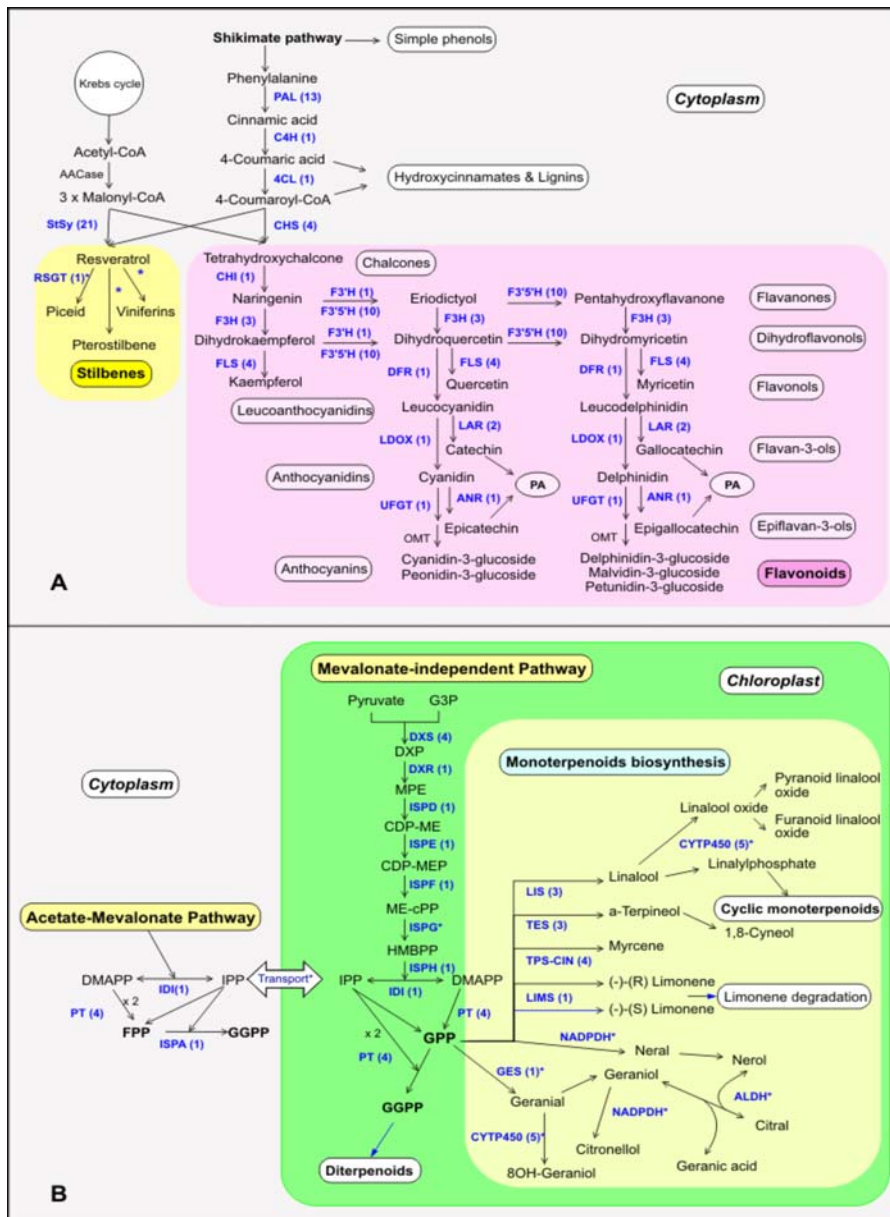 Shikimate pathway
Simple phenols
Krebs cycle
Phenylalanine
PAL (13)
Cytoplasm
Cinnamic acid
C4H (1)
Acetyl-CoA
4-Coumaric acid
AACase
4CL (1)
Hydroxycinnamates & Lignins
3 x Malonyl-CoA
4-Coumaroyl-CoA
StSy (21)
CHS (4)
Resveratrol
RSGT (1)*
*
*
Piceid
Viniferins
Pterostilbene
Stilbenes
Tetrahydroxychalcone
Chalcones
CHI (1)
Naringenin
F3'H (1)
F3'5'H (10)
Eriodictyol
F3'5'H (10)
Pentahydroxyflavanone
Flavanones
F3H (3)
F3H (3)
F3H (3)
Dihydrokaempferol
F3'H (1)
F3'5'H (10)
Dihydroquercetin
F3'5'H (10)
Dihydromyricetin
Dihydroflavonols
FLS (4)
DFR (1)
FLS (4)
DFR (1)
FLS (4)
Kaempferol
Quercetin
Myricetin
Flavonols
Leucoanthocyanidins
Leucocyanidin
Leucodelphinidin
LDOX (1)
LAR (2)
LDOX (1)
LAR (2)
Catechin
Gallocatechin
Flavan-3-ols
Anthocyanidins
Cyanidin
PA
Delphinidin
PA
UFGT (1)
ANR (1)
UFGT (1)
ANR (1)
Epicatechin
Epigallocatechin
Epiflavan-3-ols
OMT
OMT
Anthocyanins
Cyanidin-3-glucoside
Peonidin-3-glucoside
Delphinidin-3-glucoside
Malvidin-3-glucoside
Petunidin-3-glucoside
Flavonoids
A
Mevalonate-independent Pathway
Chloroplast
Pyruvate
G3P
DXS (4)
DXP
DXR (1)
MPE
ISPD (1)
CDP-ME
ISPE (1)
CDP-MEP
ISPF (1)
ME-cPP
ISPG*
HMBPP
ISPH (1)
Cytoplasm
Acetate-Mevalonate Pathway
DMAPP
IDI(1)
IPP
Transport*
x 2
PT (4)
FPP
ISPA (1)
GGPP
IPP
IDI (1)
DMAPP
x 2
PT (4)
PT (4)
GPP
GGPP
Diterpenoids
Monoterpenoids biosynthesis
Pyranoid linalool
oxide
Linalool oxide
Furanoid linalool
oxide
CYTP450 (5)*
LIS (3)
Linalool
Linalylphosphate
Cyclic monoterpenoids
TES (3)
a-Terpineol
1,8-Cyneol
Myrcene
TPS-CIN (4)
(-)-(R) Limonene
LIMS (1)
Limonene degradation
(-)-(S) Limonene
NADPDH*
Neral
Nerol
GES (1)*
Geraniol
Geranial
NADPDH*
ALDH*
Citral
CYTP450 (5)*
Citronellol
Geranic acid
8OH-Geraniol
B